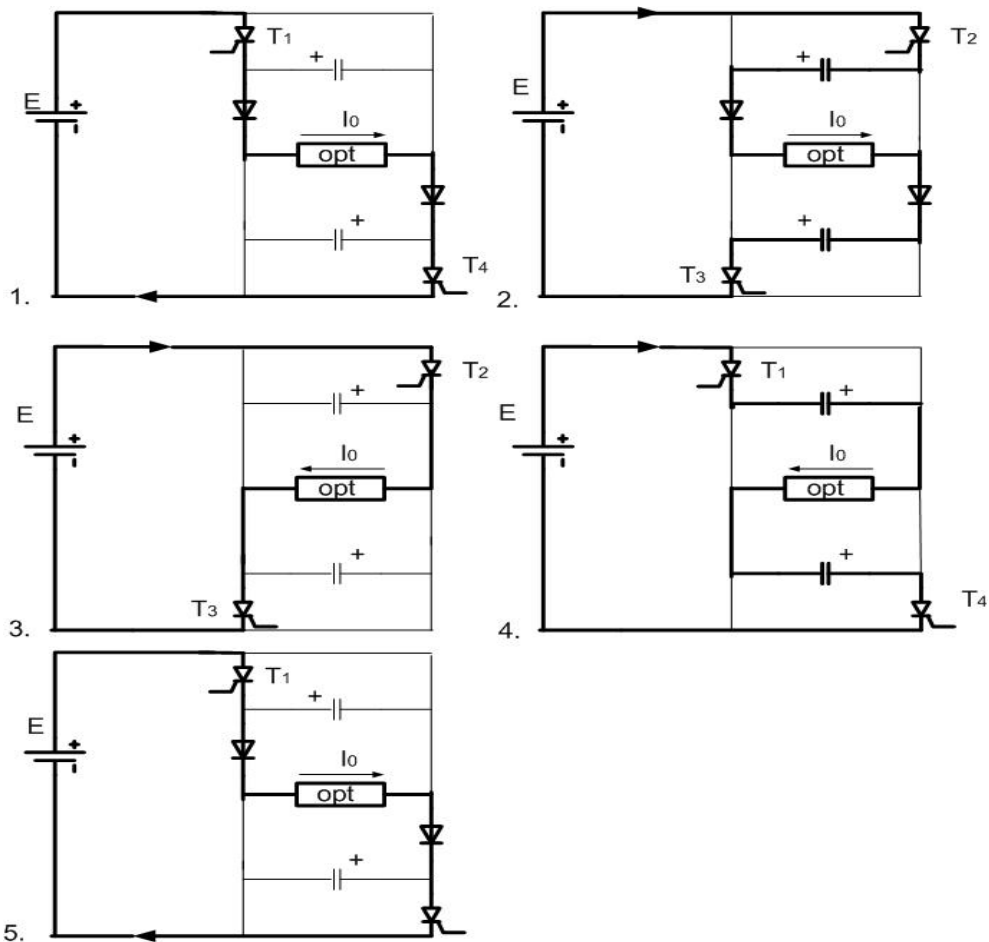 T1
+
E
+
-
I0
opt
+
T4
1.
T2
+
E
+
-
I0
opt
+
T3
2.
T2
+
E
+
-
I0
opt
+
T3
3.
T1
+
E
+
-
I0
opt
+
T4
4.
T1
+
E
+
-
I0
opt
+
5.